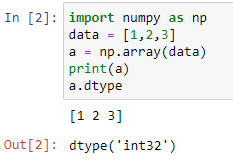 In [2]: import numpy as np
data = [1,2,3]
a = np.array(data)
print(a)
a.dtype
[1 2 3]
Out[2]: dtype('int32')